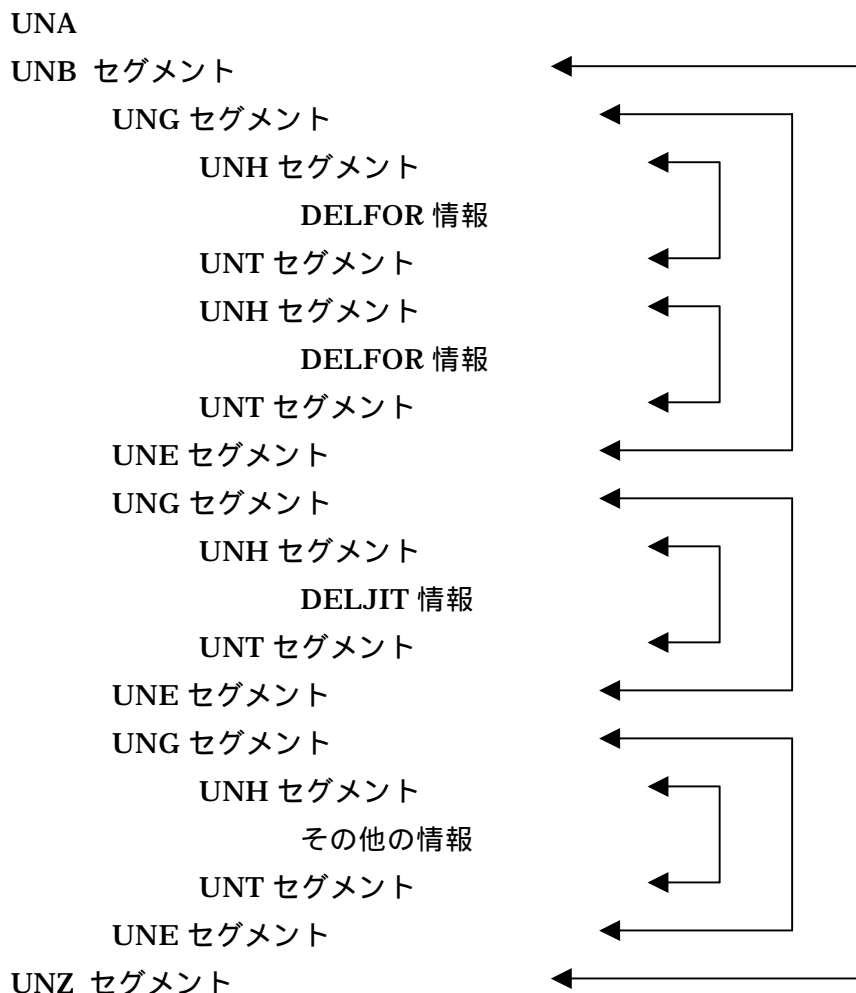 UNA
UNB セグメント
UNG セグメント
UNH セグメント
DELFOR 情報
UNT セグメント
UNH セグメント
DELFOR 情報
UNT セグメント
UNE セグメント
UNG セグメント
UNH セグメント
DELJIT 情報
UNT セグメント
UNE セグメント
UNG セグメント
UNH セグメント
その他の情報
UNT セグメント
UNE セグメント
UNZ セグメント